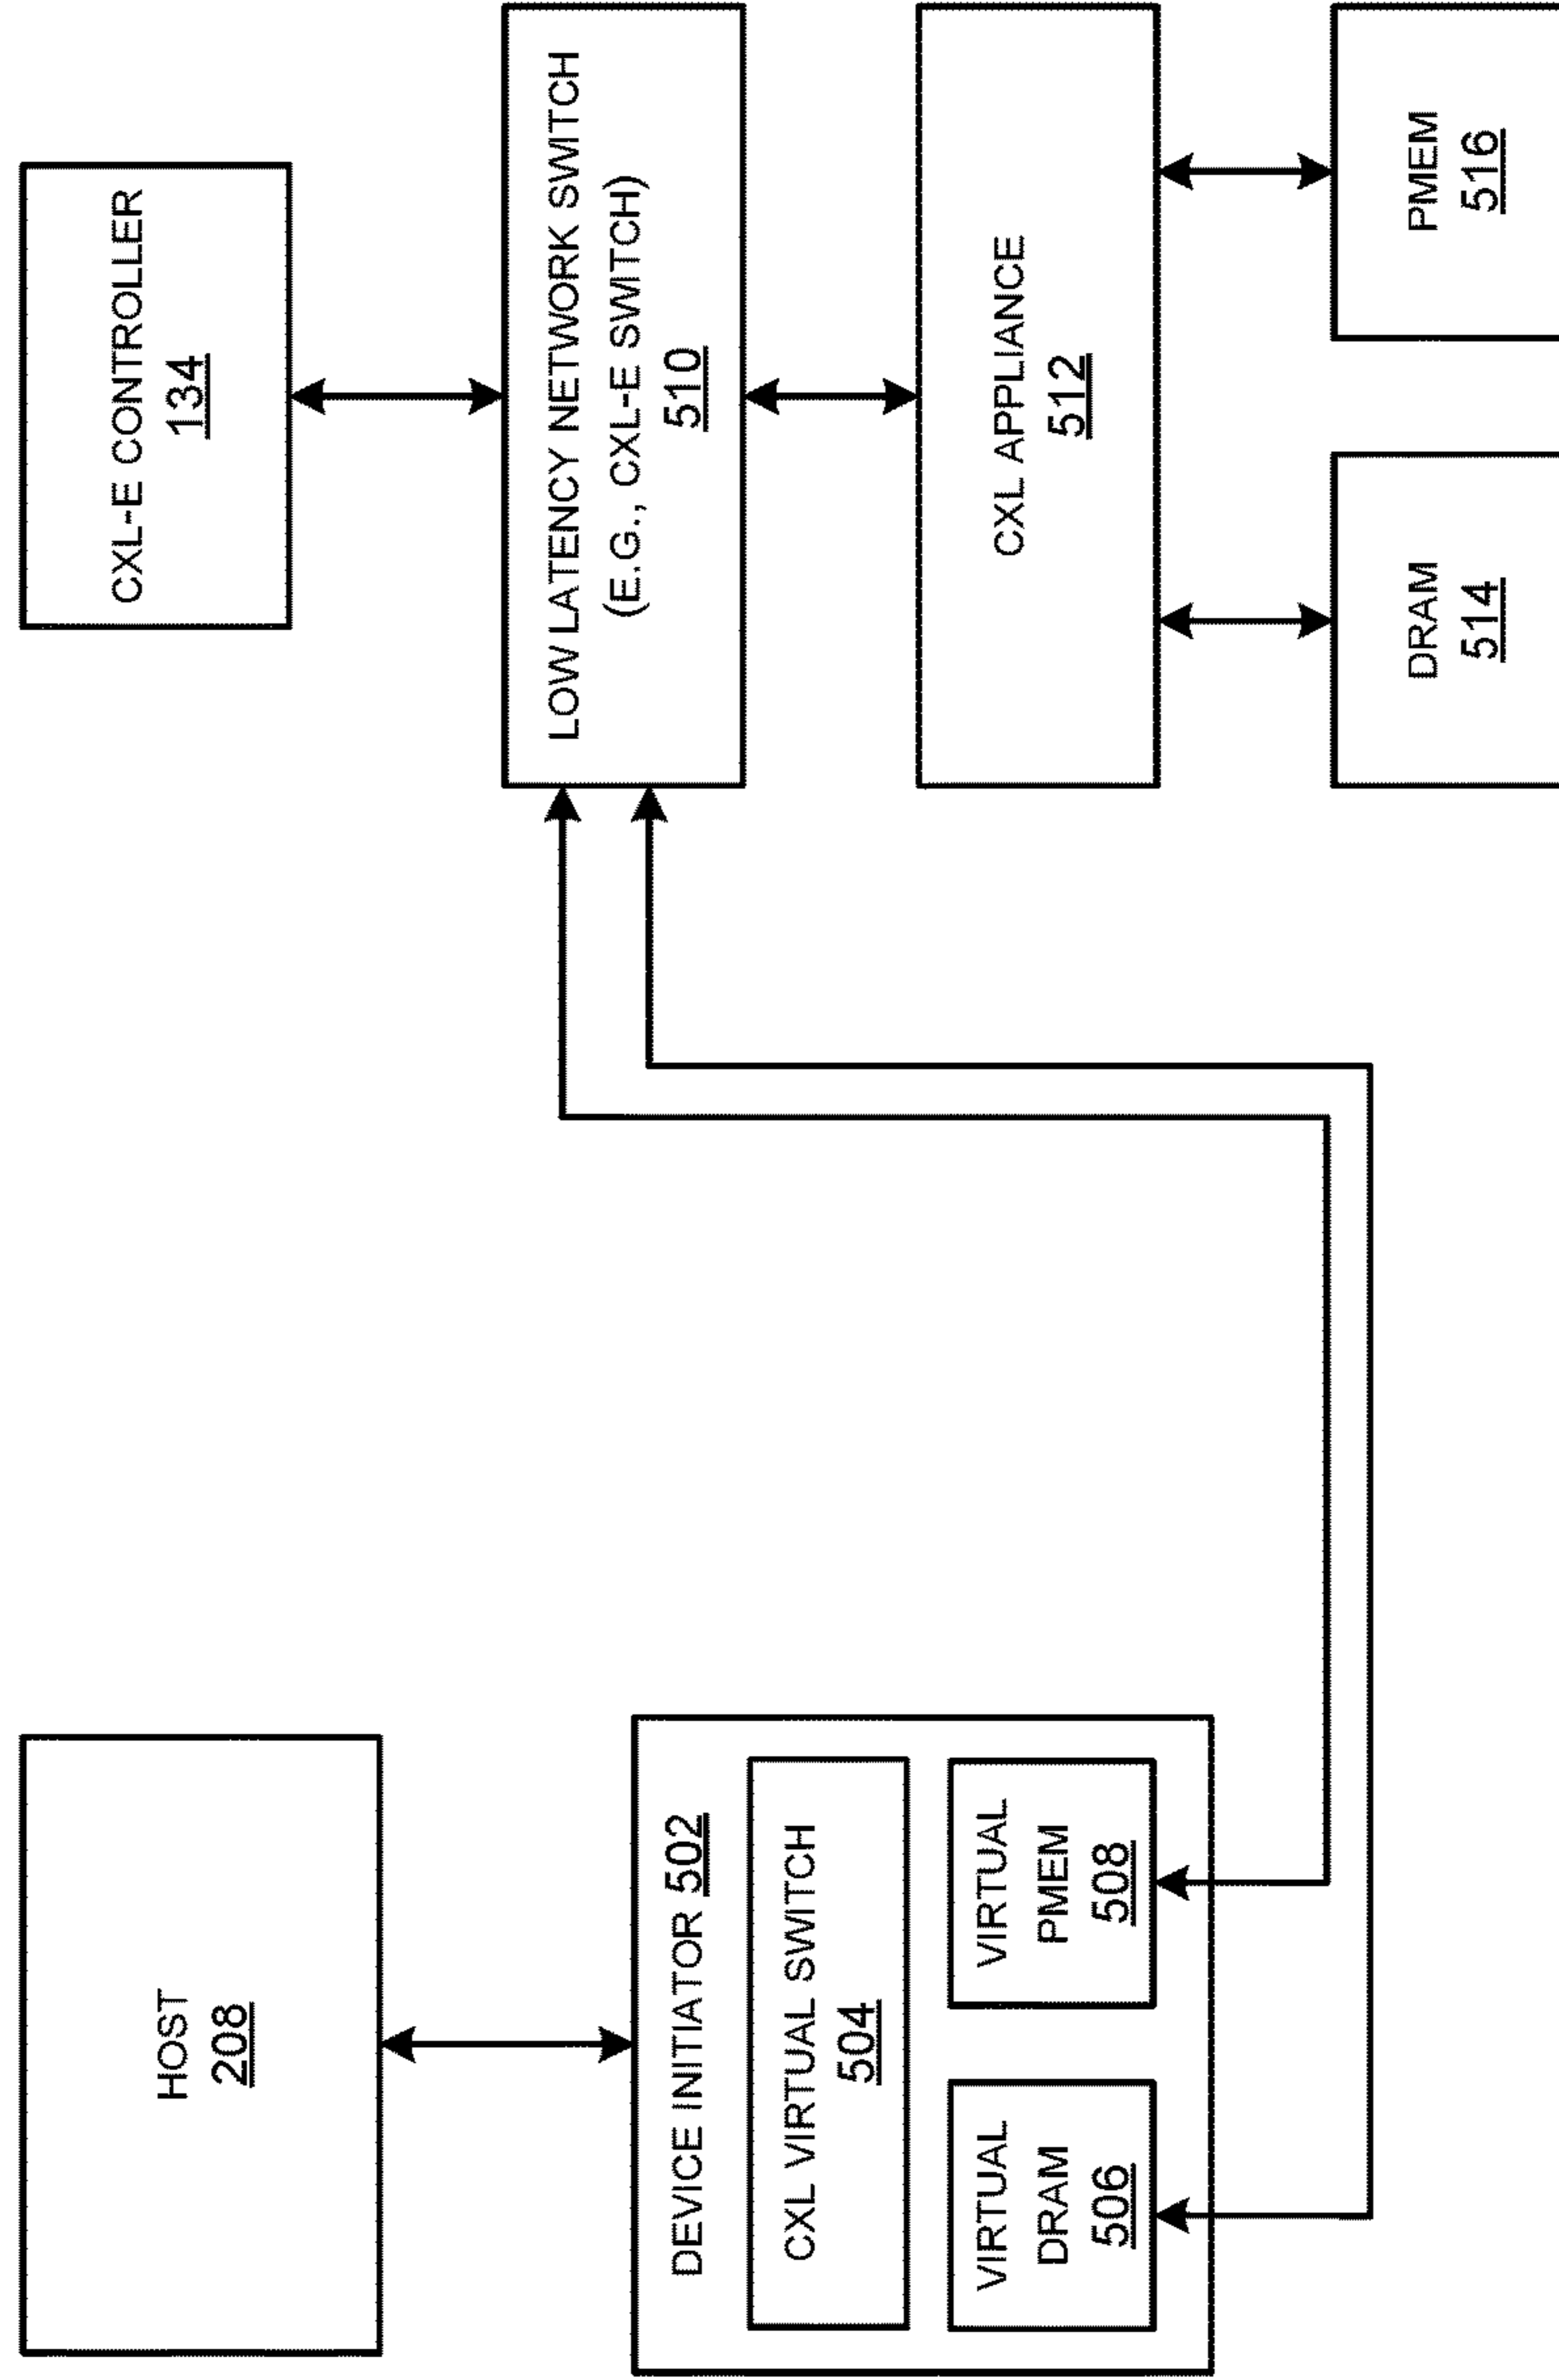 HOST
208
DEVICE INITIATOR 502
CXL VIRTUAL SWITCH
504
VIRTUAL
DRAM
506
VIRTUAL
PMEM
508
CXL-E CONTROLLER
134
LOW LATENCY NETWORK SWITCH
(E.G., CXL-E SWITCH)
510
CXL APPLIANCE
512
DRAM
514
PMEM
516